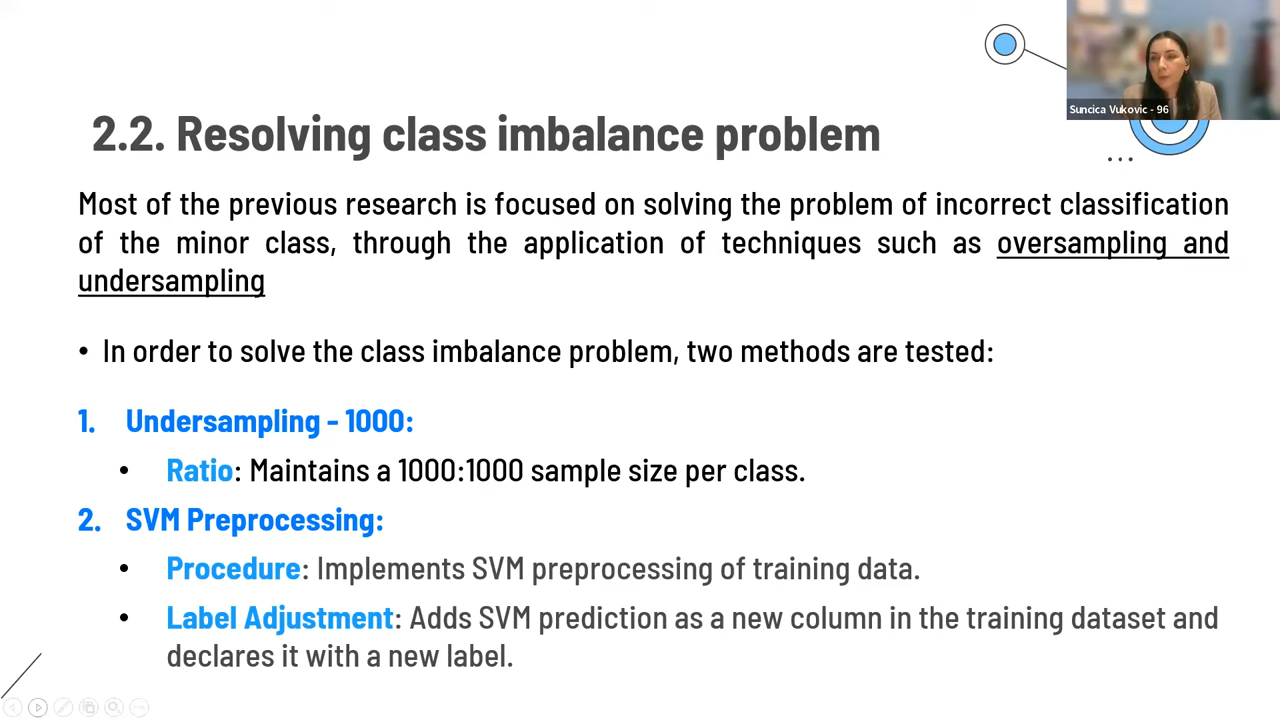 Suncica Vukovic - 96
2.2. Resolving class imbalance problem
...
Most of the previous research is focused on solving the problem of incorrect classification
of the minor class, through the application of techniques such as oversampling and
undersampling
• In order to solve the class imbalance problem, two methods are tested:
1. Undersampling - 1000:
• Ratio: Maintains a 1000:1000 sample size per class.
2. SVM Preprocessing:
• Procedure: Implements SVM preprocessing of training data.
• Label Adjustment: Adds SVM prediction as a new column in the training dataset and
declares it with a new label.